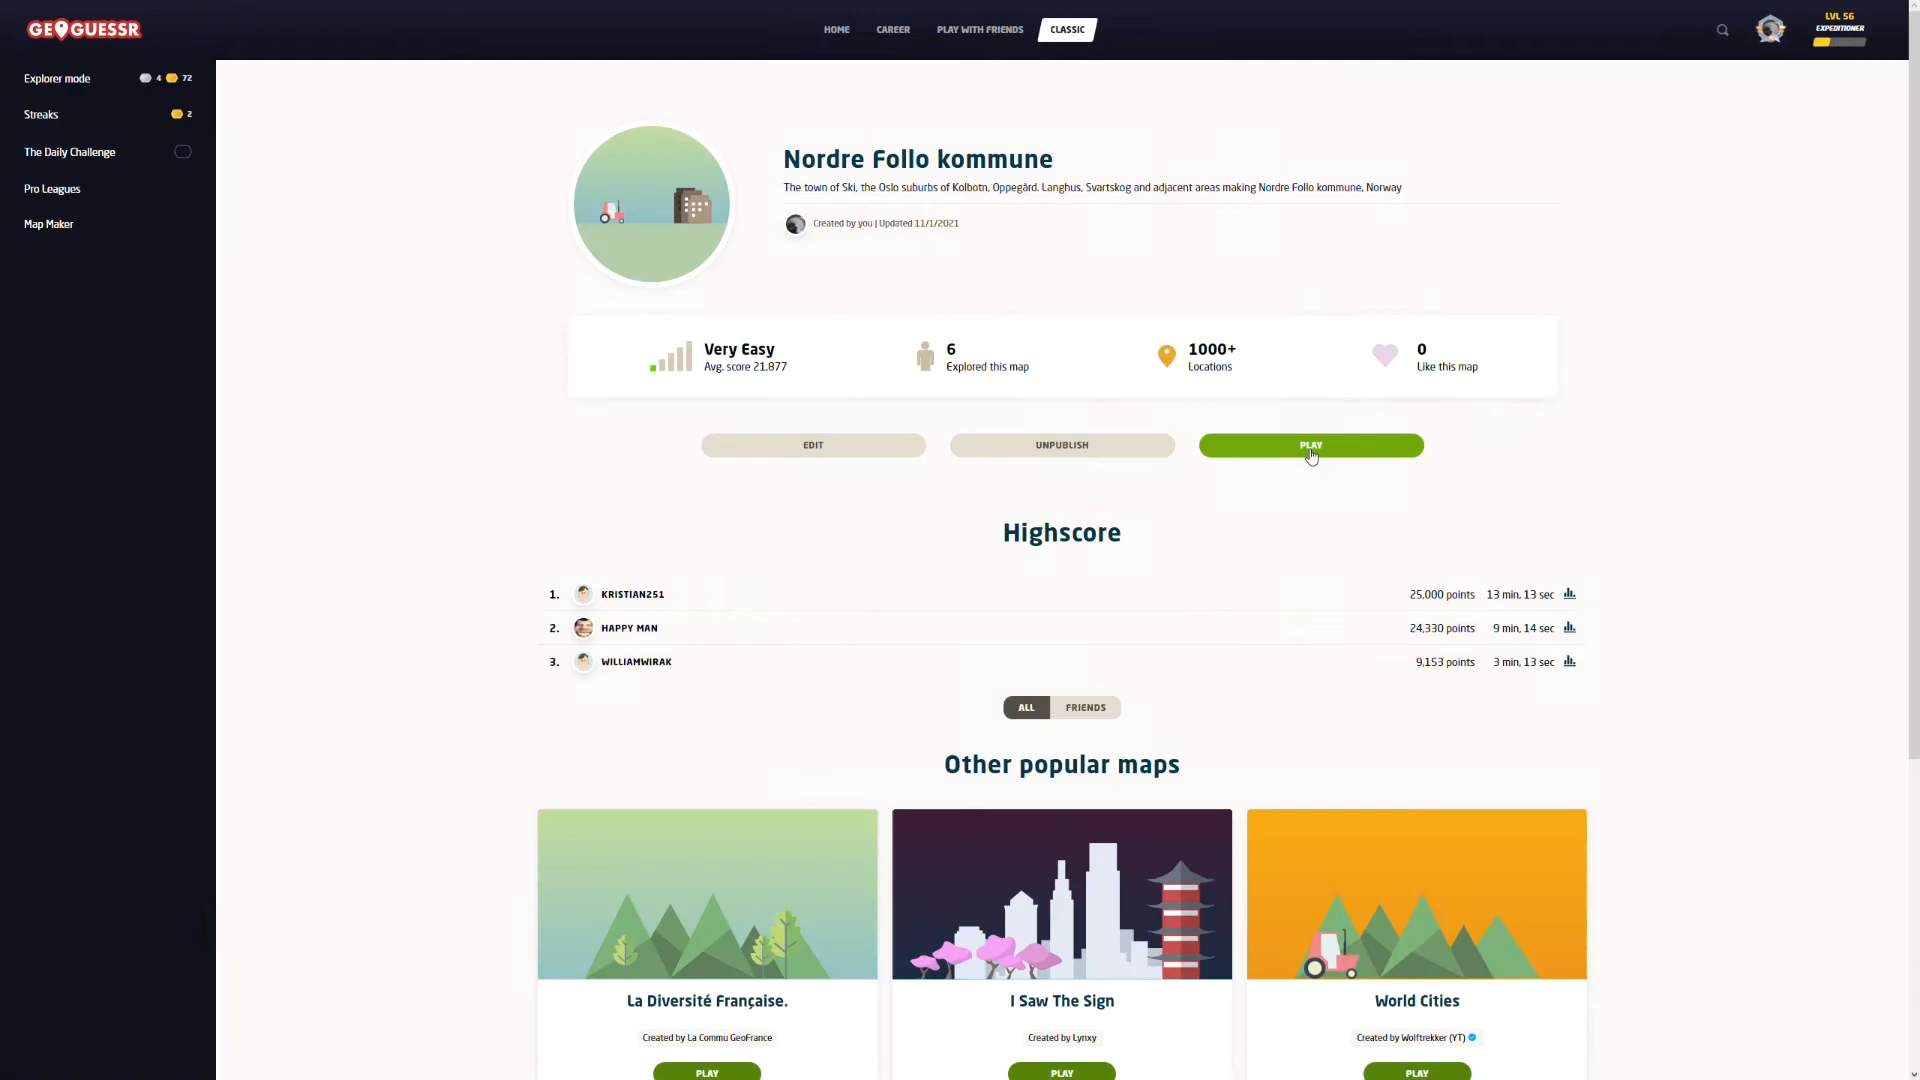 GEOGUESSR
HOME
CAREER
PLAY WITH FRIENDS
CLASSIC
LVL 56
EXPEDITIONER
Explorer mode
4
72
Streaks
2
The Daily Challenge
Pro Leagues
Map Maker
Nordre Follo kommune
The town of Ski, the Oslo suburbs of Kolbotn, Oppegård. Langhus, Svartskog and adjacent areas making Nordre Follo kommune, Norway
Created by you | Updated 11/1/2021
Very Easy
Avg. score 21,877
6
Explored this map
1000+
Locations
0
Like this map
EDIT
UNPUBLISH
PLAY
Highscore
1. KRISTIAN251 25,000 points 13 min, 13 sec
2. HAPPY MAN 24,330 points 9 min, 14 sec
3. WILLIAMWIRAK 9,153 points 3 min, 13 sec
ALL
FRIENDS
Other popular maps
La Diversité Française.
Created by La Commu GeoFrance
PLAY
I Saw The Sign
Created by Lynxy
PLAY
World Cities
Created by Wolftrekker (YT)
PLAY